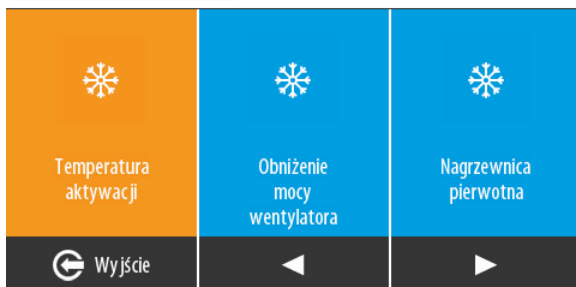 Temperatura
aktywacji
Obniżenie
mocy
wentylatora
Nagrzewnica
pierwotna
Wyjście